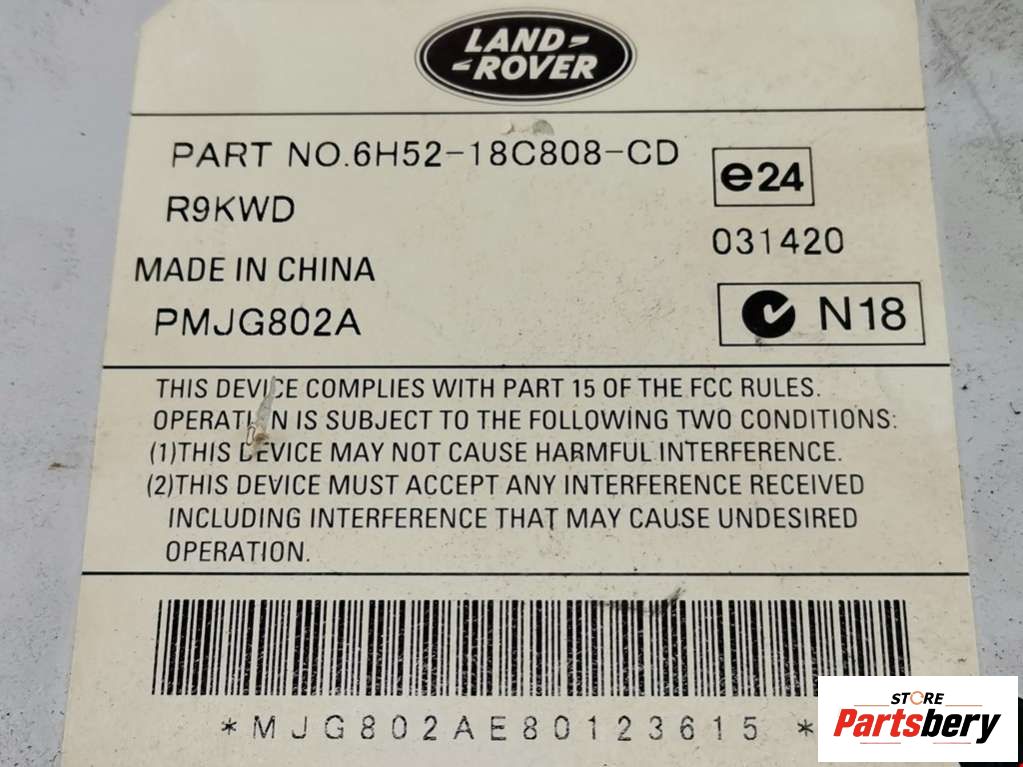 LAND-
-ROVER
PART NO.6H52-18C808-CD
e24
R9KWD
031420
MADE IN CHINA
PMJG802A
N18
THIS DEVICE COMPLIES WITH PART 15 OF THE FCC RULES.
OPERATION IS SUBJECT TO THE FOLLOWING TWO CONDITIONS:
(1)THIS DEVICE MAY NOT CAUSE HARMFUL INTERFERENCE.
(2)THIS DEVICE MUST ACCEPT ANY INTERFERENCE RECEIVED
INCLUDING INTERFERENCE THAT MAY CAUSE UNDESIRED
OPERATION.
*MJG802AE80123615*
STORE
Partsbery